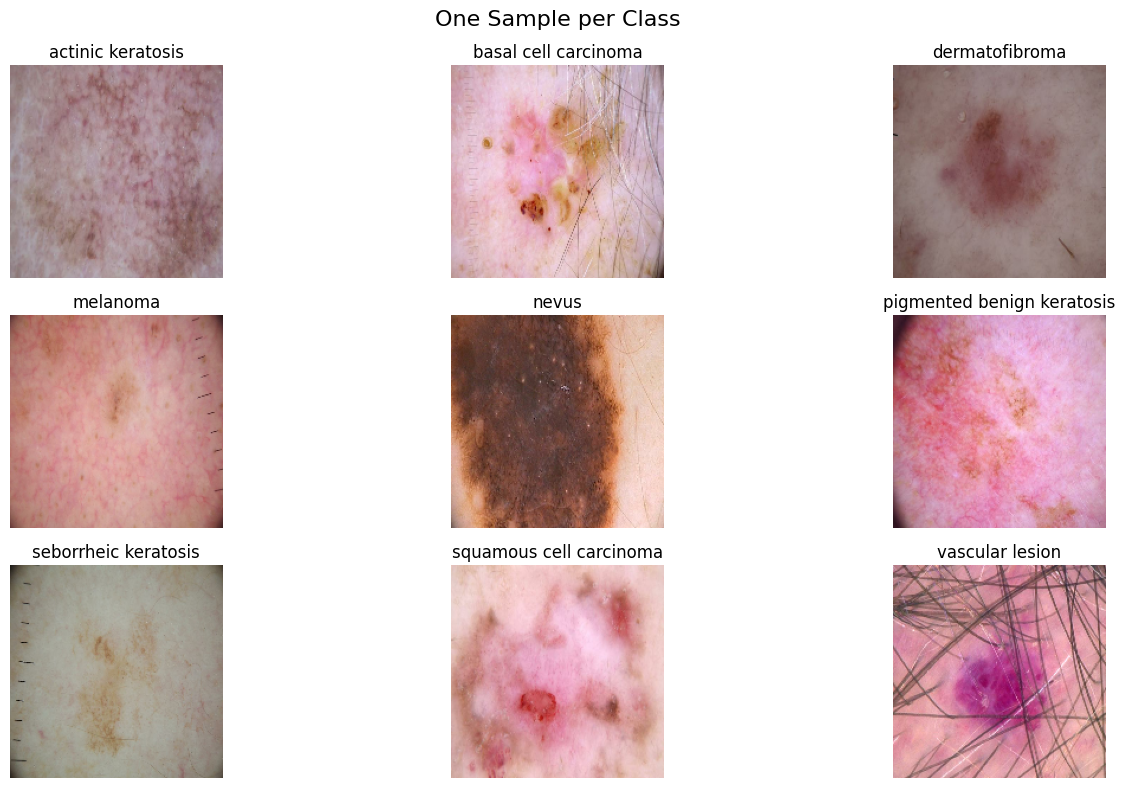 One Sample per Class
actinic keratosis
basal cell carcinoma
dermatofibroma
melanoma
nevus
pigmented benign keratosis
seborrheic keratosis
squamous cell carcinoma
vascular lesion